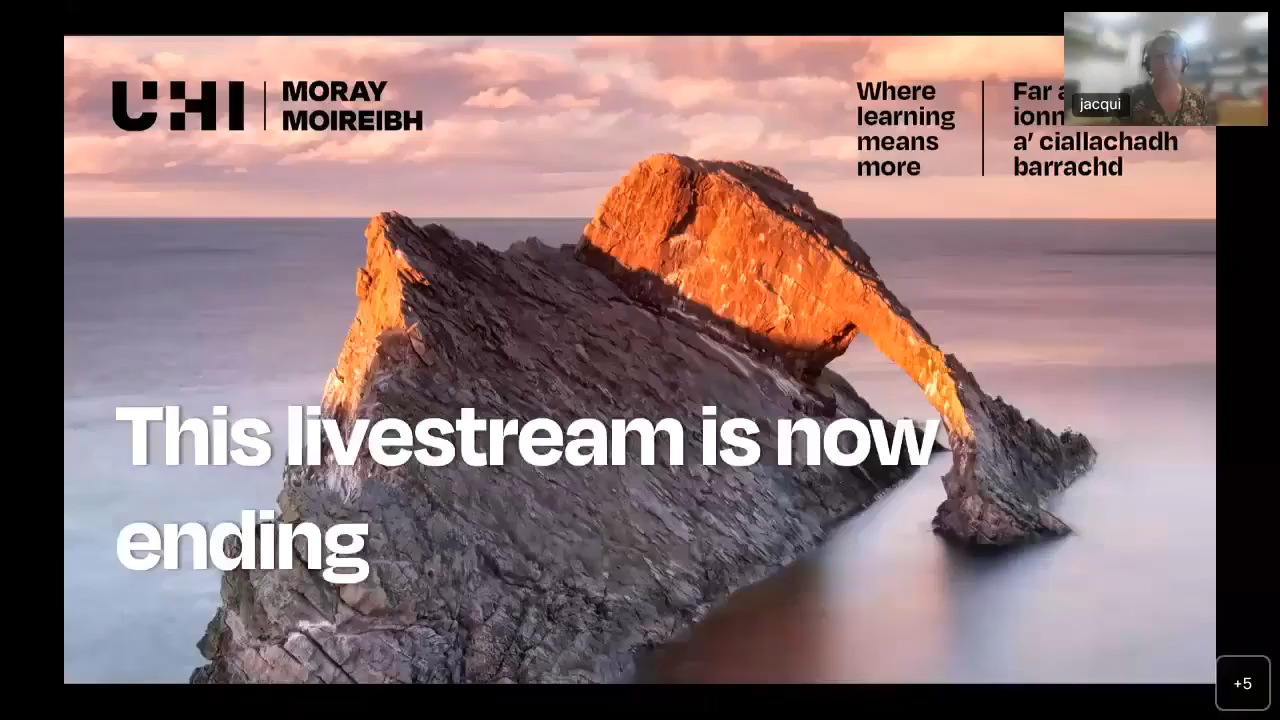 UHI
MORAY
MOIREIBH
Where
learning
means
more
Far
ionn
a’ ciallachadh
barrachd
jacqui
This livestream is now
ending
+5